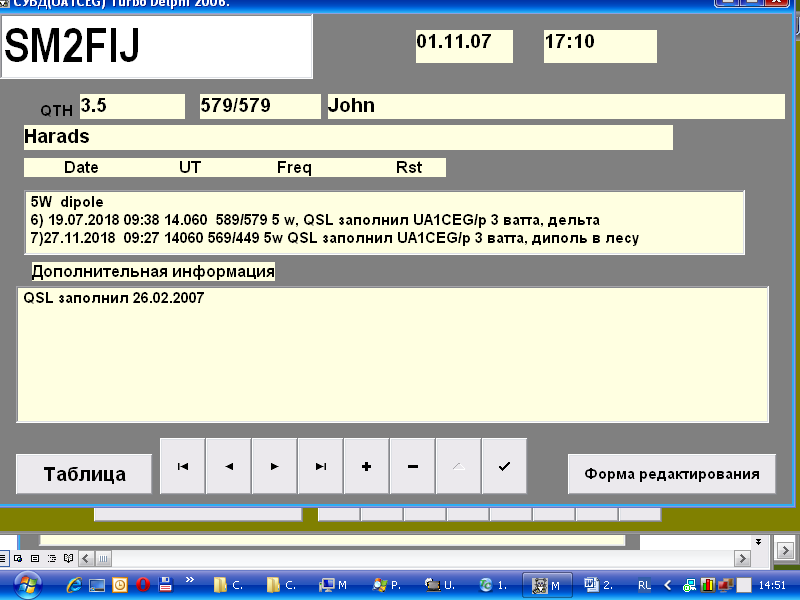 СУБД(UA1CEG) Turbo Delphi 2006.
SM2FIJ
01.11.07
17:10
QTH
3.5
579/579
John
Harads
Date UT Freq Rst
5W dipole
6) 19.07.2018 09:38 14.060 589/579 5 w, QSL заполнил UA1CEG/p 3 ватта, дельта
7)27.11.2018 09:27 14060 569/449 5w QSL заполнил UA1CEG/p 3 ватта, диполь в лесу
Дополнительная информация
QSL заполнил 26.02.2007
Таблица
Форма редактирования
С. С. М Р. U. 1. М 2. RL 14:51